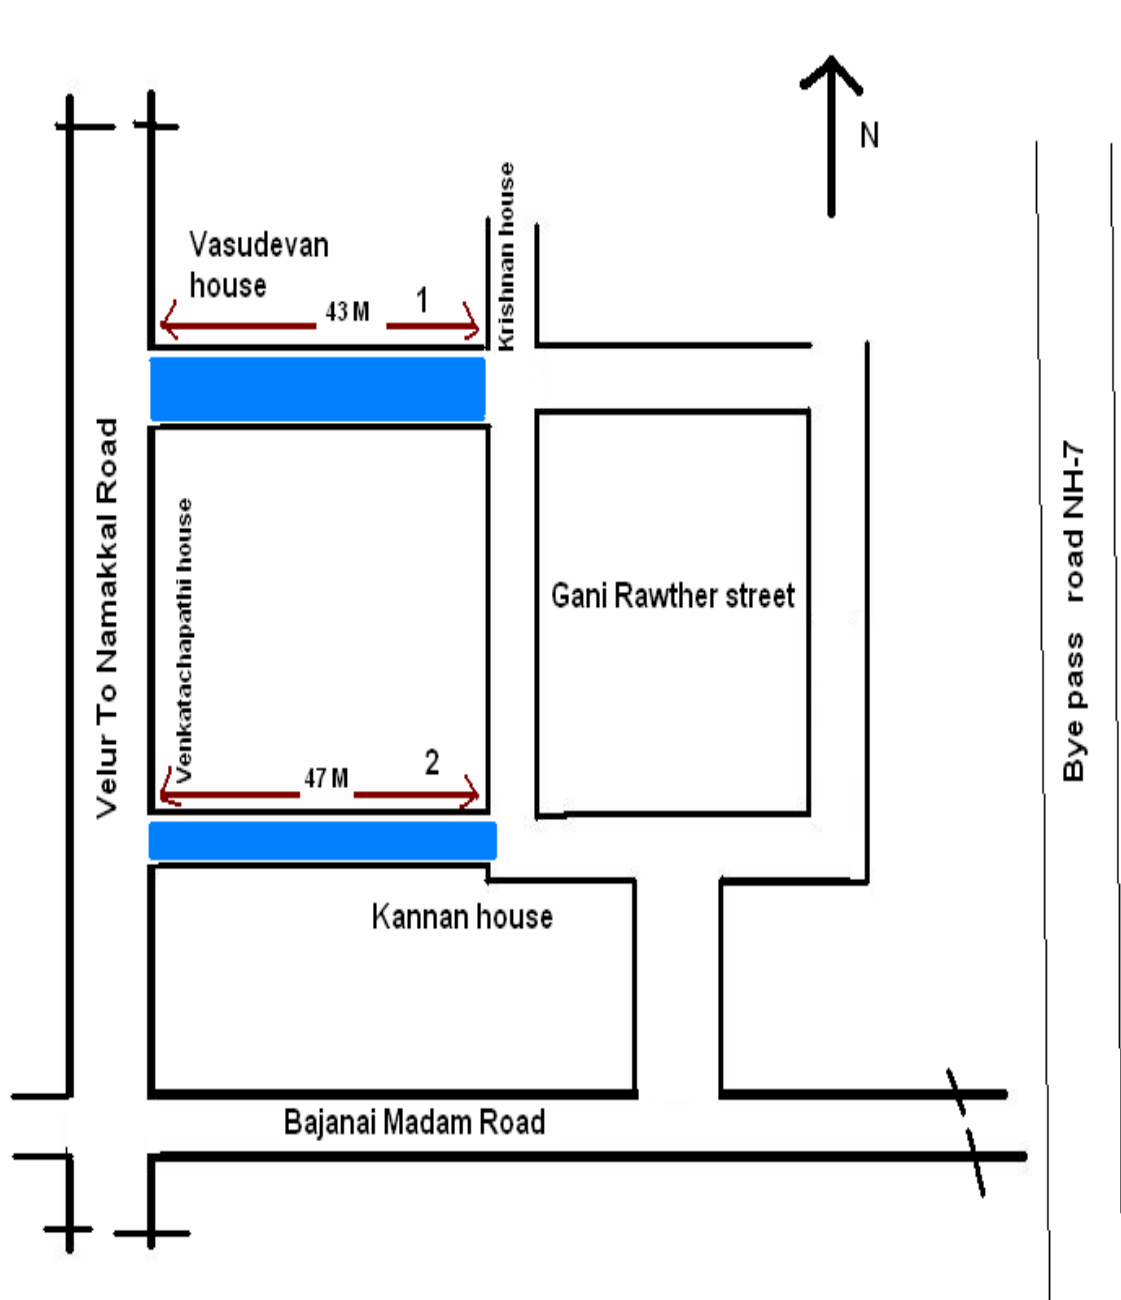 N
Vasudevan
house
Krishnan house
43 M
1
Velur To Namakkal Road
Venkatachapathi house
Gani Rawther street
Bye pass road NH-7
47 M
2
Kannan house
Bajanai Madam Road